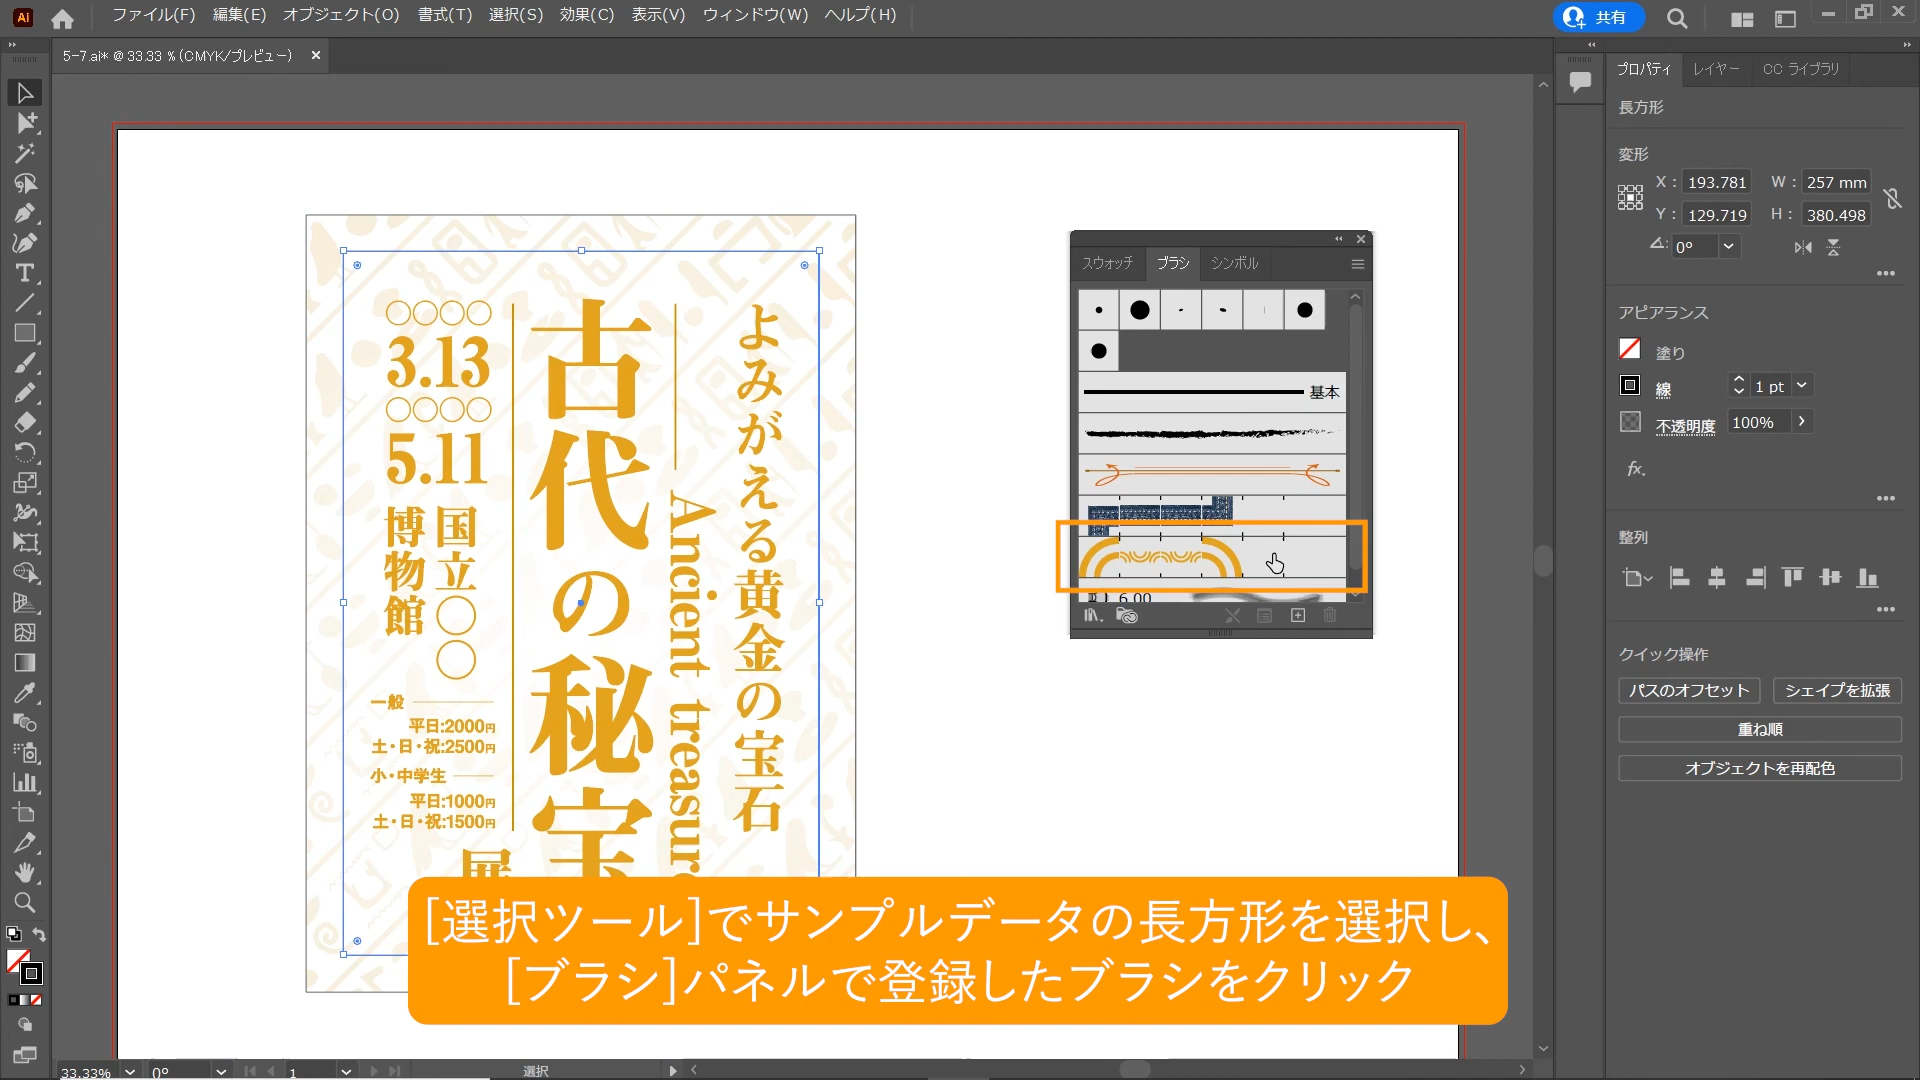 Ai
ファイル(F) 編集(E) オブジェクト(O) 書式(T) 選択(S) 効果(C) 表示(V) ウィンドウ(W) ヘルプ(H)
共有
5-7.ai* @ 33.33 % (CMYK/プレビュー) ×
プロパティ レイヤー CC ライブラリ
長方形
変形
X : 193.781 W : 257 mm
Y : 129.719 H : 380.498
0°
アピアランス
塗り
線 1 pt
不透明度 100%
fx.
整列
クイック操作
パスのオフセット シェイプを拡張
重ね順
オブジェクトを再配色
スウォッチ ブラシ シンボル
基本
6.00
よみがえる黄金の宝石
Ancient treasur
古代の秘宝
展
〇〇〇〇
3.13
〇〇〇〇
5.11
国立〇〇
博物館
一般
平日:2000円
土・日・祝:2500円
小・中学生
平日:1000円
土・日・祝:1500円
[選択ツール]でサンプルデータの長方形を選択し、
[ブラシ]パネルで登録したブラシをクリック
33.33% 0° 1 選択